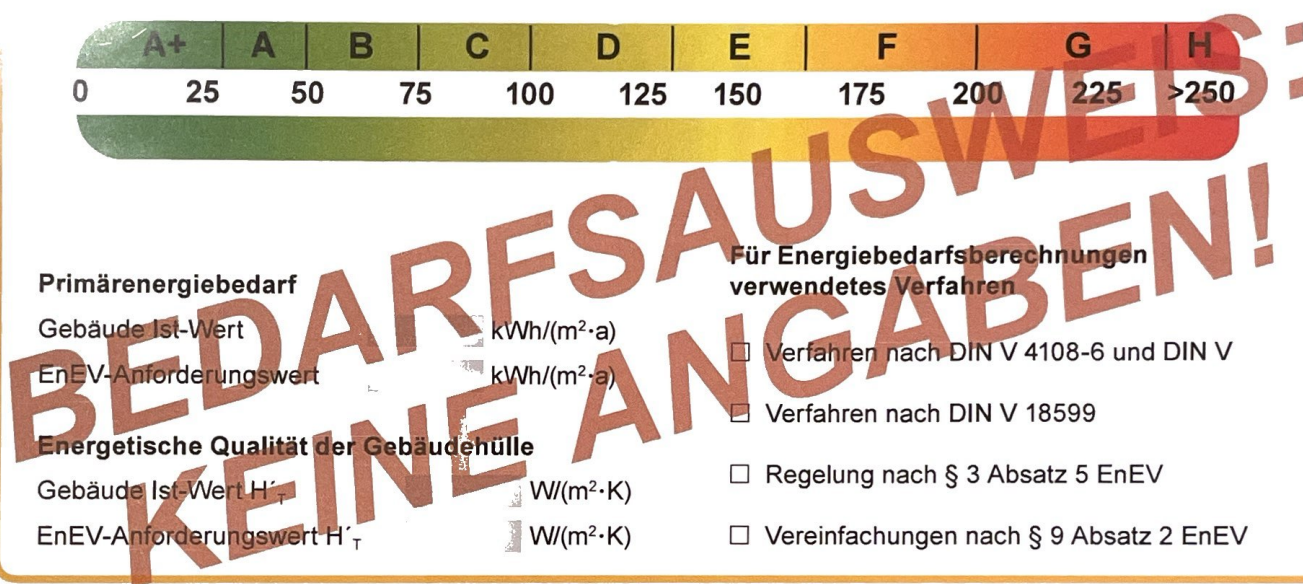 A+ A B C D E F G H
0 25 50 75 100 125 150 175 200 225 >250
BEDARFSAUSWEIS:
KEINE ANGABEN!
Primärenergiebedarf
Gebäude Ist-Wert kWh/(m²·a)
EnEV-Anforderungswert kWh/(m²·a)
Energetische Qualität der Gebäudehülle
Gebäude Ist-Wert H´T W/(m²·K)
EnEV-Anforderungswert H´T W/(m²·K)
Für Energiebedarfsberechnungen
verwendetes Verfahren
☐ Verfahren nach DIN V 4108-6 und DIN V
☐ Verfahren nach DIN V 18599
☐ Regelung nach § 3 Absatz 5 EnEV
☐ Vereinfachungen nach § 9 Absatz 2 EnEV